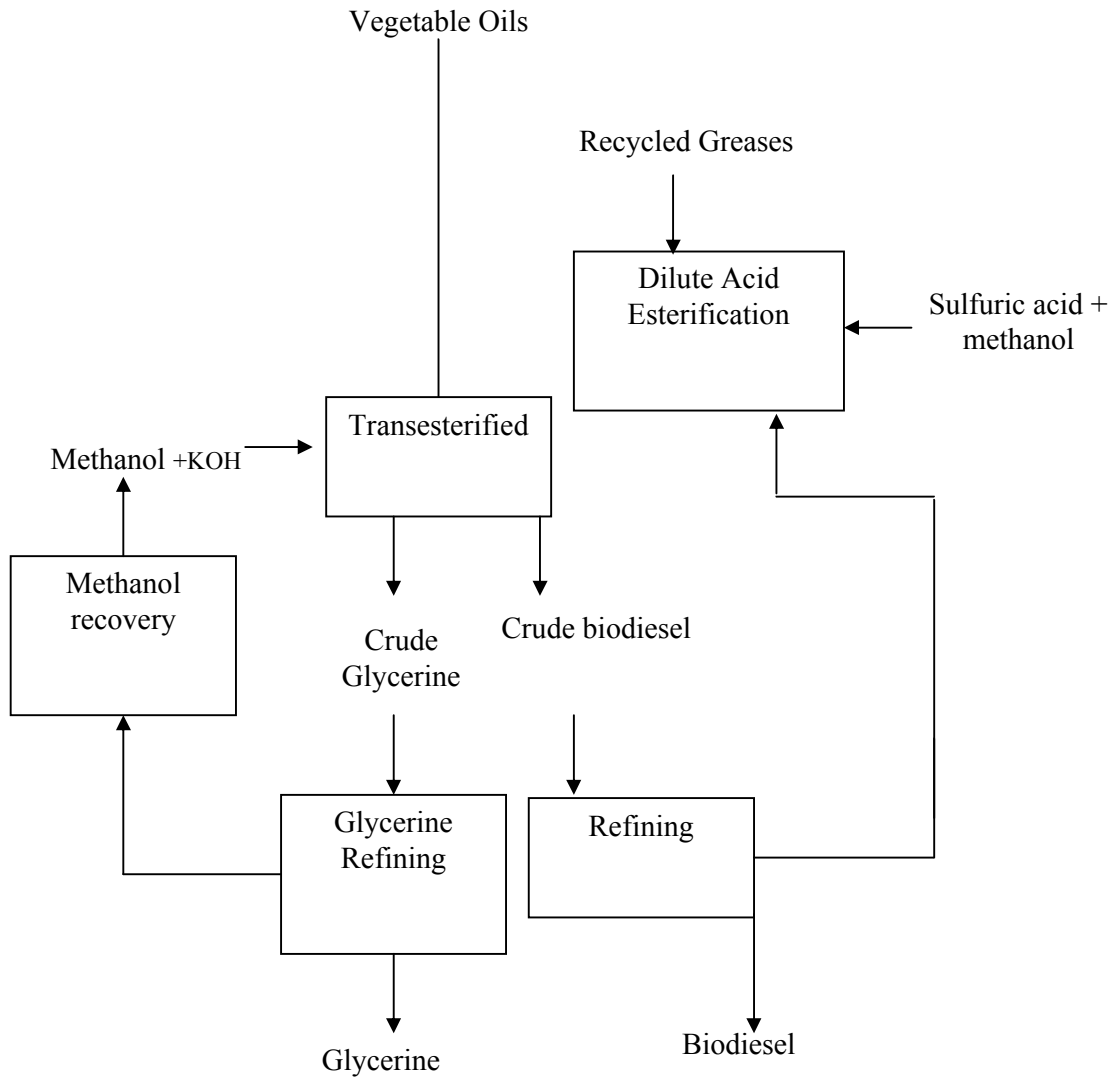 Vegetable Oils
Recycled Greases
Dilute Acid
Esterification
Sulfuric acid +
methanol
Transesterified
Methanol +KOH
Methanol
recovery
Crude
Glycerine
Crude biodiesel
Glycerine
Refining
Refining
Glycerine
Biodiesel